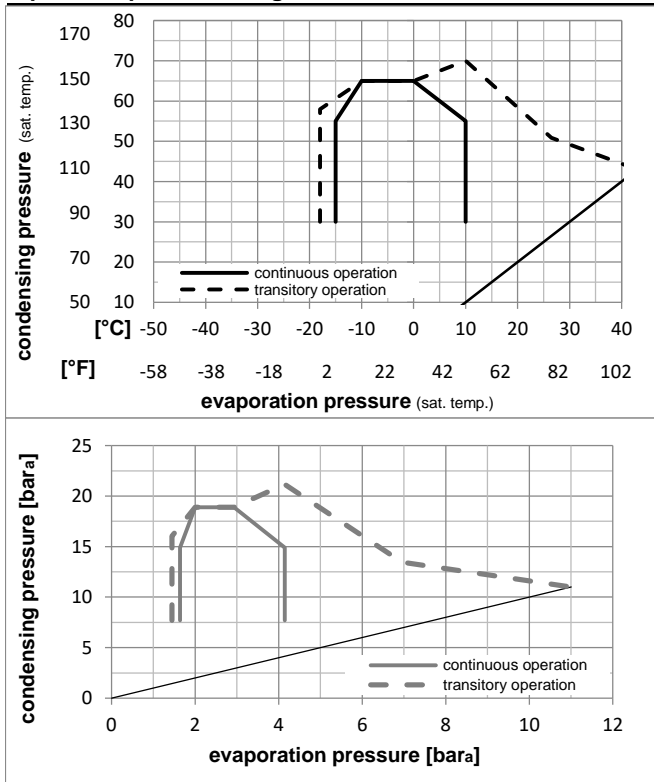 80
170
70
150
60
130
50
110
40
90
30
70
20
50
10
condensing pressure (sat. temp.)
continuous operation
transitory operation
[°C] -50 -40 -30 -20 -10 0 10 20 30 40
[°F] -58 -38 -18 2 22 42 62 82 102
evaporation pressure (sat. temp.)
25
20
15
10
5
0
condensing pressure [bara]
continuous operation
transitory operation
0 2 4 6 8 10 12
evaporation pressure [bara]